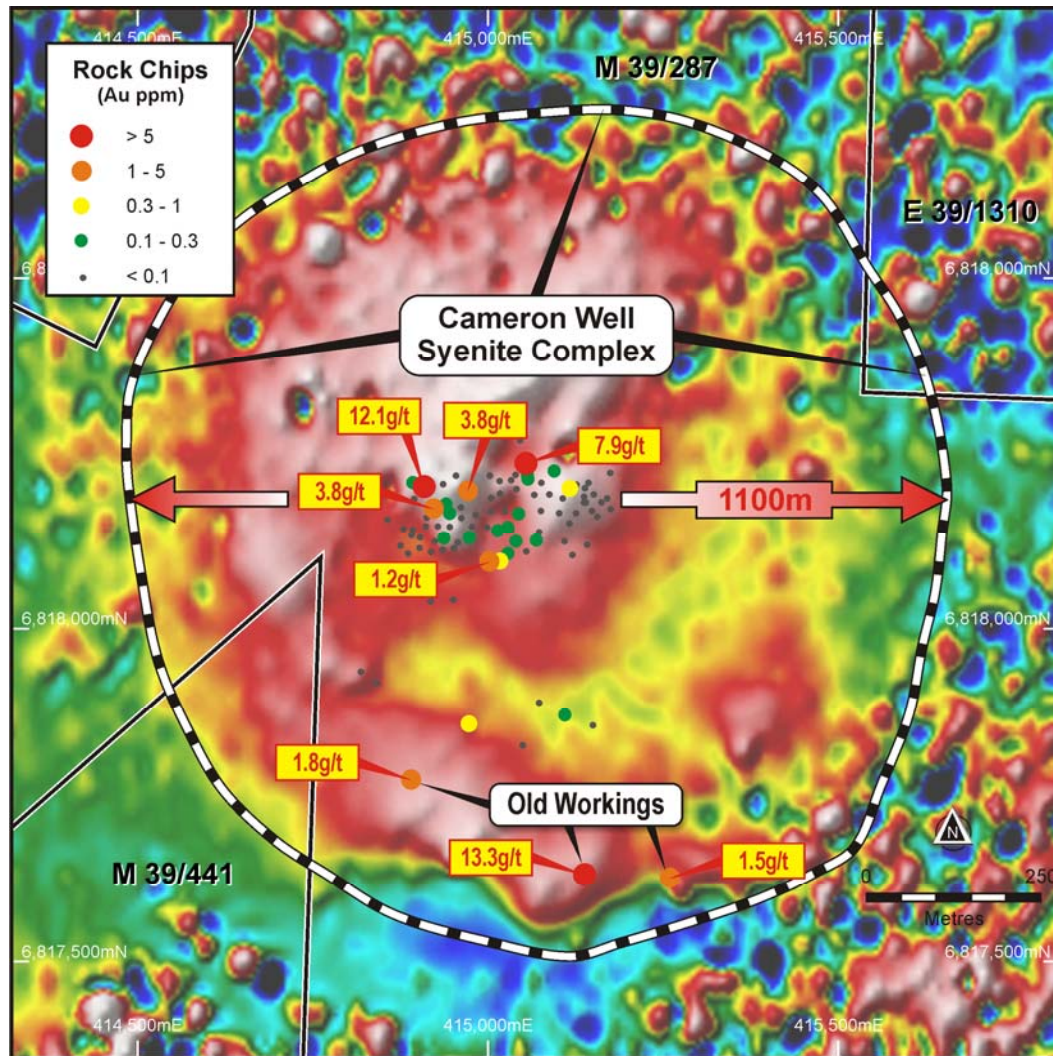 414,500mE
415,000mE
415,500mE
M 39/287
Rock Chips
(Au ppm)
> 5
1 - 5
0.3 - 1
0.1 - 0.3
< 0.1
E 39/1310
6,818,000mN
Cameron Well
Syenite Complex
12.1g/t
3.8g/t
7.9g/t
3.8g/t
1100m
1.2g/t
6,818,000mN
6,818,000mN
1.8g/t
Old Workings
N
13.3g/t
1.5g/t
M 39/441
0
250
Metres
6,817,500mN
6,817,500mN
414,500mE
415,000mE
415,500mE